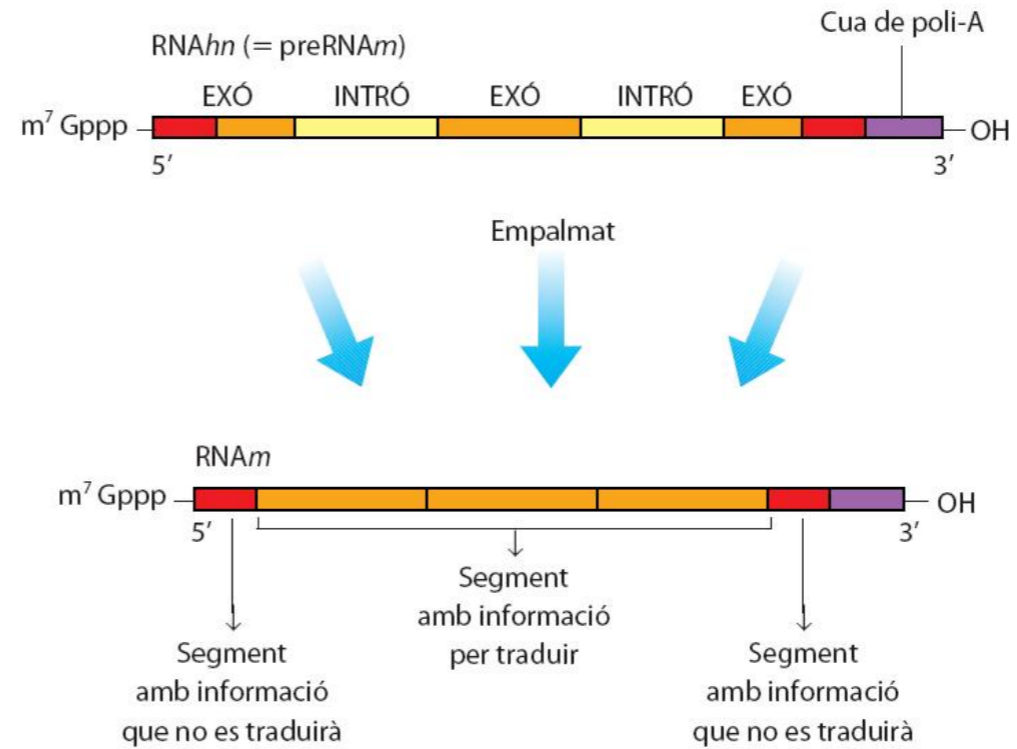 Cua de poli-A
RNAhn (= preRNAm)
EXÓ INTRÓ EXÓ INTRÓ EXÓ
m⁷ Gppp OH
5′ 3′
Empalmat
RNAm
m⁷ Gppp OH
5′ 3′
Segment
amb informació
per traduir
Segment
amb informació
que no es traduirà
Segment
amb informació
que no es traduirà